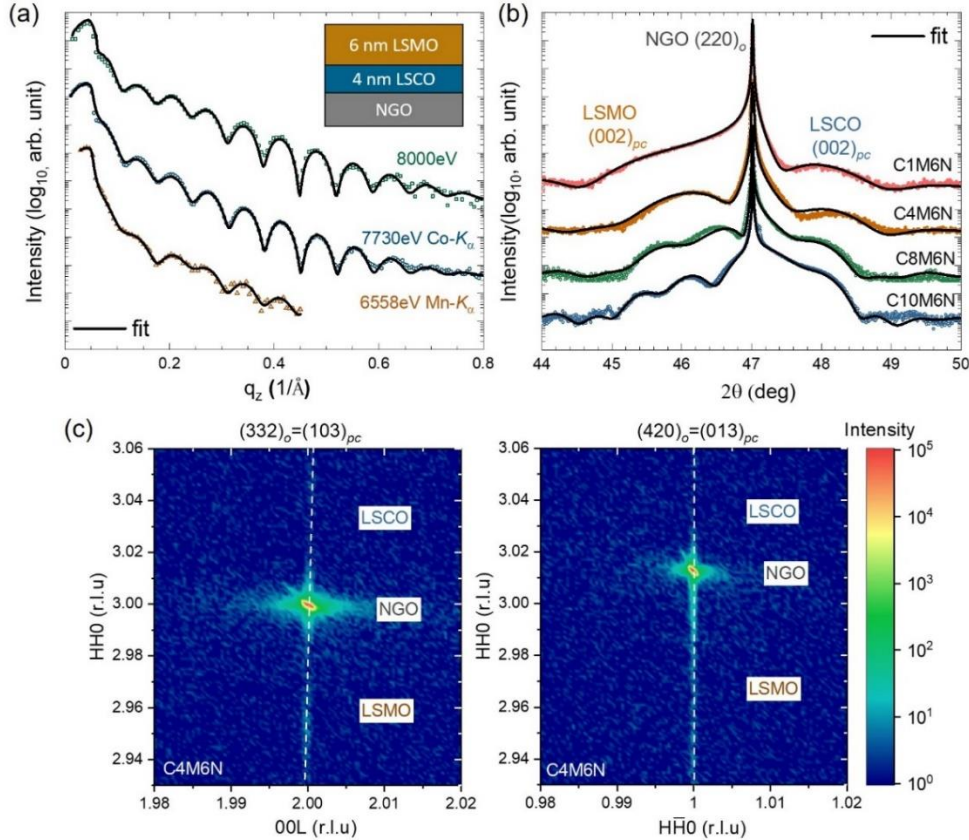 (a)
Intensity (log10, arb. unit)
6 nm LSMO
4 nm LSCO
NGO
8000eV
7730eV Co-Kα
6558eV Mn-Kα
fit
0.0 0.2 0.4 0.6 0.8
qz (1/Å)
(b)
Intensity(log10, arb. unit)
NGO (220)o
fit
LSMO
(002)pc
LSCO
(002)pc
C1M6N
C4M6N
C8M6N
C10M6N
44 45 46 47 48 49 50
2θ (deg)
(c)
(332)o=(103)pc
HH0 (r.l.u)
3.06
3.04
3.02
3.00
2.98
2.96
2.94
LSCO
NGO
LSMO
C4M6N
1.98 1.99 2.00 2.01 2.02
00L (r.l.u)
(420)o=(013)pc
HH0 (r.l.u)
3.06
3.04
3.02
3.00
2.98
2.96
2.94
LSCO
NGO
LSMO
C4M6N
0.98 0.99 1 1.01 1.02
HH̅0 (r.l.u)
Intensity
10^5
10^4
10^3
10^2
10^1
10^0